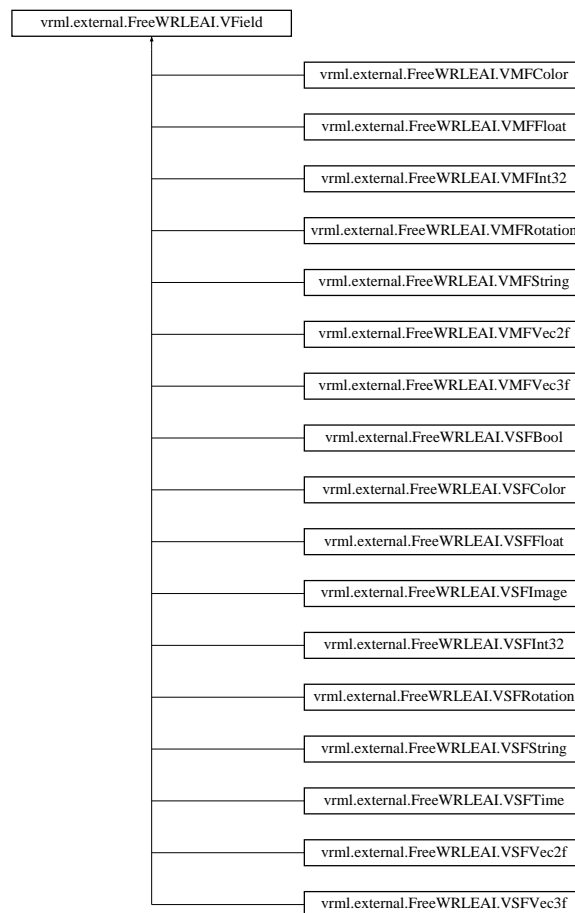 vrml.external.FreeWRLEAI.VField
vrml.external.FreeWRLEAI.VMFColor
vrml.external.FreeWRLEAI.VMFFloat
vrml.external.FreeWRLEAI.VMFInt32
vrml.external.FreeWRLEAI.VMFRotation
vrml.external.FreeWRLEAI.VMFString
vrml.external.FreeWRLEAI.VMFVec2f
vrml.external.FreeWRLEAI.VMFVec3f
vrml.external.FreeWRLEAI.VSFBool
vrml.external.FreeWRLEAI.VSFColor
vrml.external.FreeWRLEAI.VSFFloat
vrml.external.FreeWRLEAI.VSFImage
vrml.external.FreeWRLEAI.VSFInt32
vrml.external.FreeWRLEAI.VSFRotation
vrml.external.FreeWRLEAI.VSFString
vrml.external.FreeWRLEAI.VSFTime
vrml.external.FreeWRLEAI.VSFVec2f
vrml.external.FreeWRLEAI.VSFVec3f